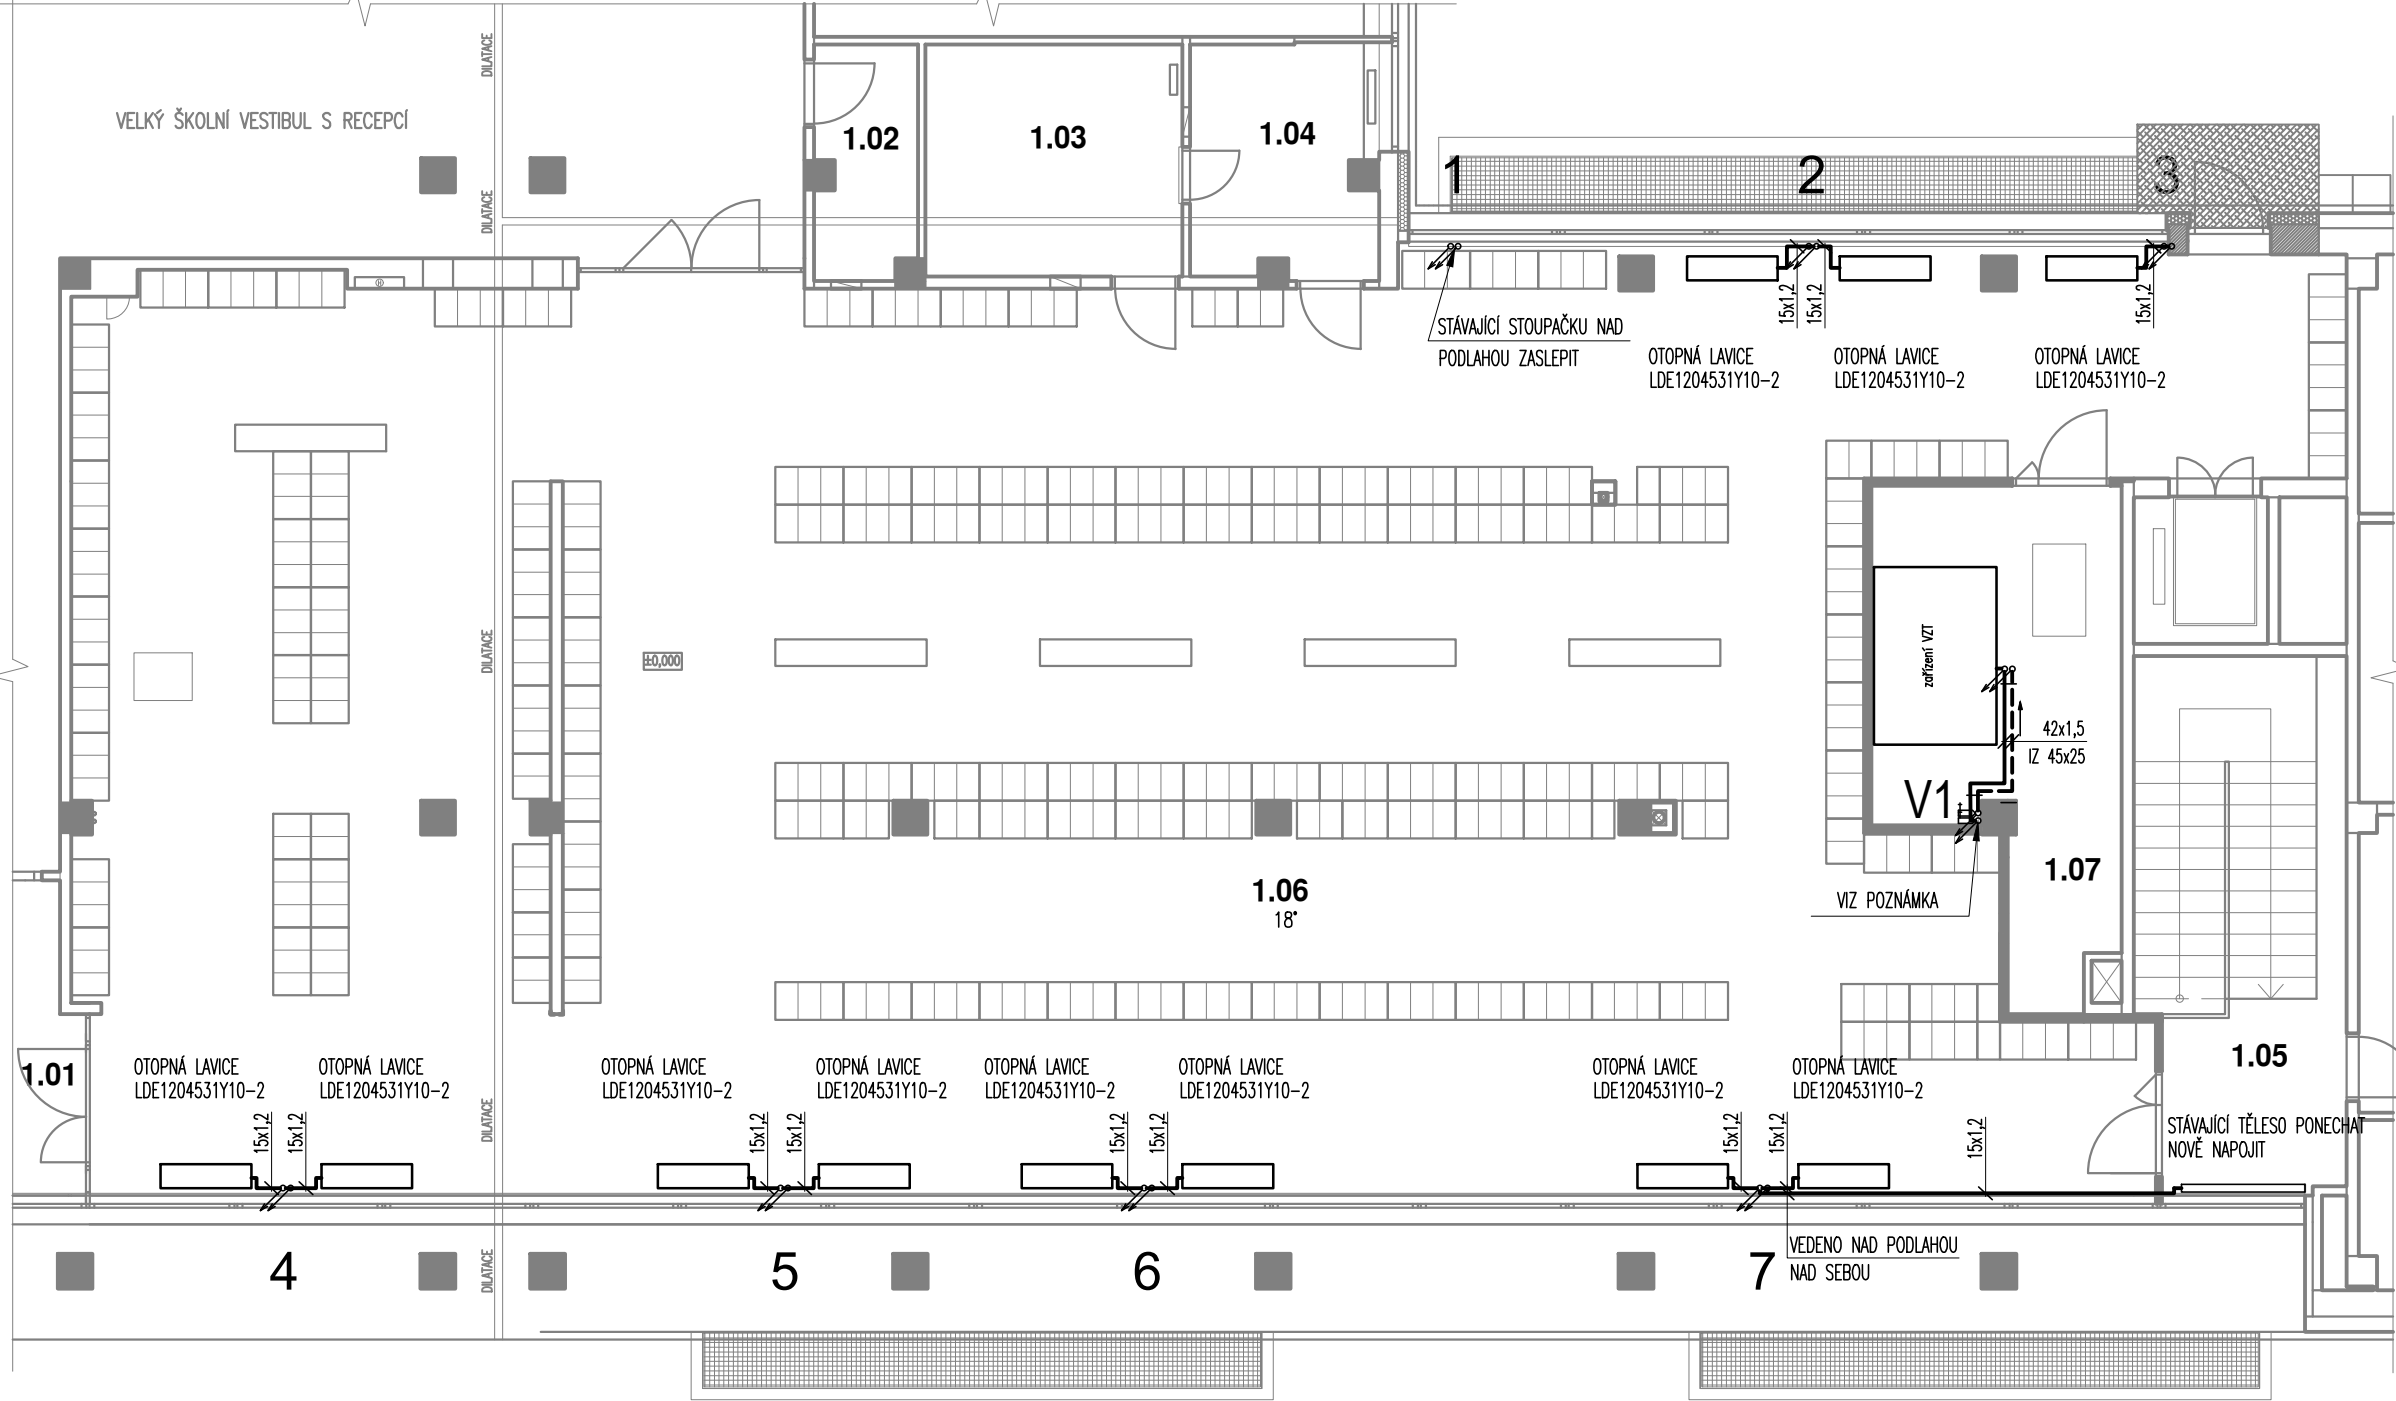 DILATACE
VELKÝ ŠKOLNÍ VESTIBUL S RECEPCÍ
DILATACE
1.02
1.03
1.04
1
2
3
15x1,2
15x1,2
15x1,2
STÁVAJÍCÍ STOUPAČKU NAD
PODLAHOU ZASLEPIT
OTOPNÁ LAVICE
LDE1204531Y10-2
OTOPNÁ LAVICE
LDE1204531Y10-2
OTOPNÁ LAVICE
LDE1204531Y10-2
DILATACE
±0,000
zařízení VZT
42x1,5
IZ 45x25
V1
1.07
VIZ POZNÁMKA
1.06
18°
1.05
1.01
OTOPNÁ LAVICE
LDE1204531Y10-2
OTOPNÁ LAVICE
LDE1204531Y10-2
OTOPNÁ LAVICE
LDE1204531Y10-2
OTOPNÁ LAVICE
LDE1204531Y10-2
OTOPNÁ LAVICE
LDE1204531Y10-2
OTOPNÁ LAVICE
LDE1204531Y10-2
OTOPNÁ LAVICE
LDE1204531Y10-2
OTOPNÁ LAVICE
LDE1204531Y10-2
15x1,2
15x1,2
DILATACE
15x1,2
15x1,2
15x1,2
15x1,2
15x1,2
15x1,2
15x1,2
STÁVAJÍCÍ TĚLESO PONECHAT
NOVĚ NAPOJIT
4
DILATACE
5
6
7
VEDENO NAD PODLAHOU
NAD SEBOU